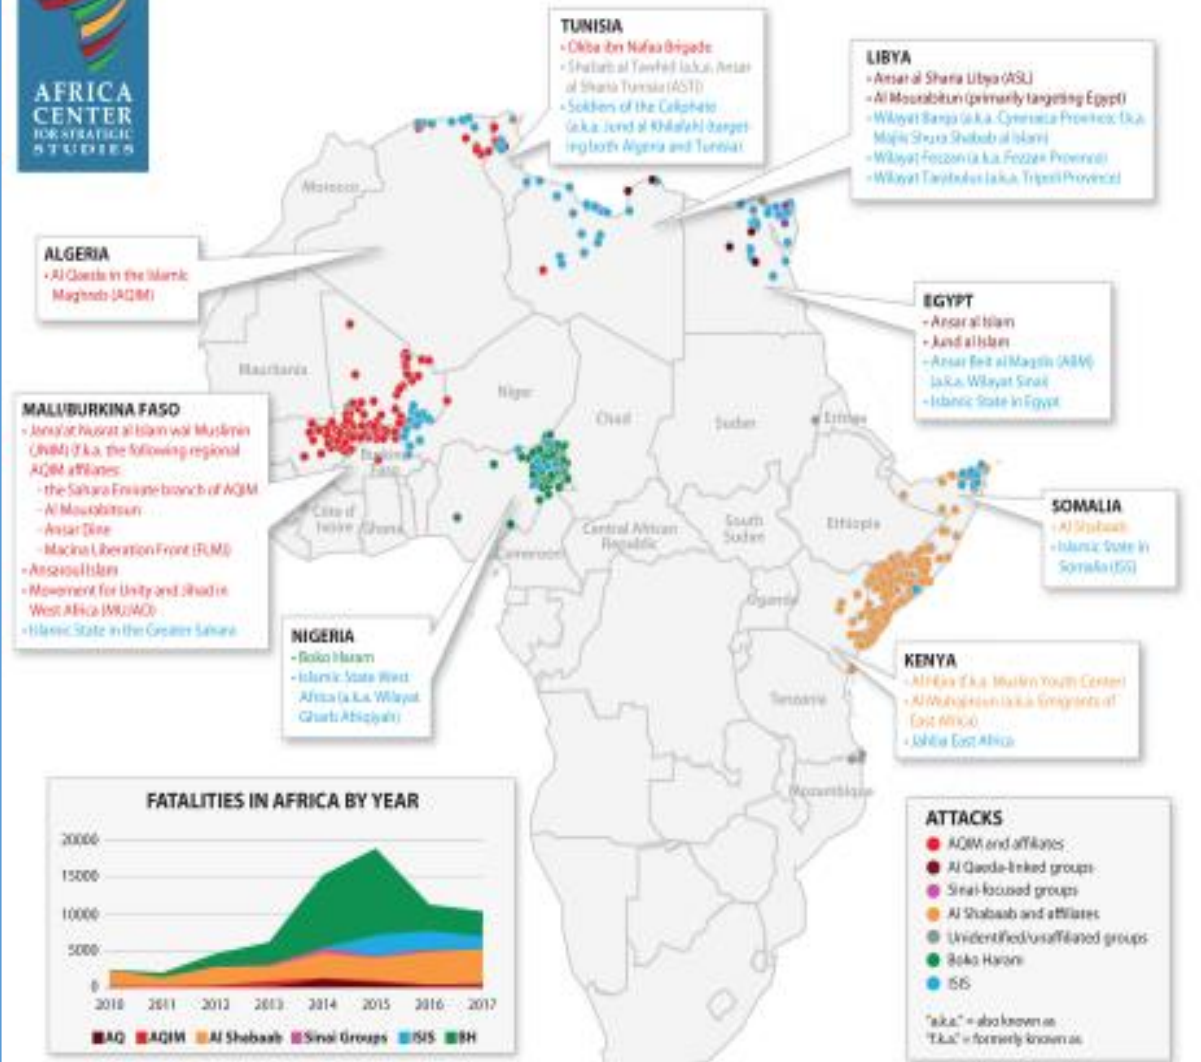 AFRICA
CENTER
FOR STRATEGIC
STUDIES
TUNISIA
• Okba ibn Nafaa Brigade
• Shabab al Tawhid (a.k.a. Ansar
al Sharia Tunisia (AST))
• Soldiers of the Caliphate
(a.k.a. Jund al Khilafah) (target-
ing both Algeria and Tunisia)
LIBYA
• Ansar al Sharia Libya (ASL)
• Al Mourabitun (primarily targeting Egypt)
• Wilayat Barqa (a.k.a. Cyrenaica Province; f.k.a.
Majlis Shura Shabab al Islam)
• Wilayat Fezzan (a.k.a. Fezzan Province)
• Wilayat Tarabulus (a.k.a. Tripoli Province)
Morocco
ALGERIA
• Al Qaeda in the Islamic
Maghreb (AQIM)
EGYPT
• Ansar al Islam
• Jund al Islam
• Ansar Beit al Maqdis (ABM)
(a.k.a. Wilayat Sinai)
• Islamic State in Egypt
Mauritania
Niger
Chad
Sudan
Eritrea
MALI/BURKINA FASO
• Jama'at Nusrat al Islam wal Muslimin
(JNIM) (f.k.a. the following regional
AQIM affiliates:
- the Sahara Emirate branch of AQIM
- Al Mourabitoun
- Ansar Dine
- Macina Liberation Front (FLM))
• Ansaroul Islam
• Movement for Unity and Jihad in
West Africa (MUJAO)
• Islamic State in the Greater Sahara
Burkina
Faso
Côte d'
Ivoire
Ghana
Cameroon
Central African
Republic
South
Sudan
Ethiopia
SOMALIA
• Al Shabaab
• Islamic State in
Somalia (ISS)
Uganda
NIGERIA
• Boko Haram
• Islamic State West
Africa (a.k.a. Wilayat
Gharb Afriqiyah)
KENYA
• Al Hijra (f.k.a. Muslim Youth Center)
• Al Muhajiroun (a.k.a. Emigrants of
East Africa)
• Jahba East Africa
Tanzania
Mozambique
FATALITIES IN AFRICA BY YEAR
20000
15000
10000
5000
0
2010 2011 2012 2013 2014 2015 2016 2017
AQ AQIM Al Shabaab Sinai Groups ISIS BH
ATTACKS
AQIM and affiliates
Al Qaeda-linked groups
Sinai-focused groups
Al Shabaab and affiliates
Unidentified/unaffiliated groups
Boko Haram
ISIS
"a.k.a." = also known as
"f.k.a." = formerly known as